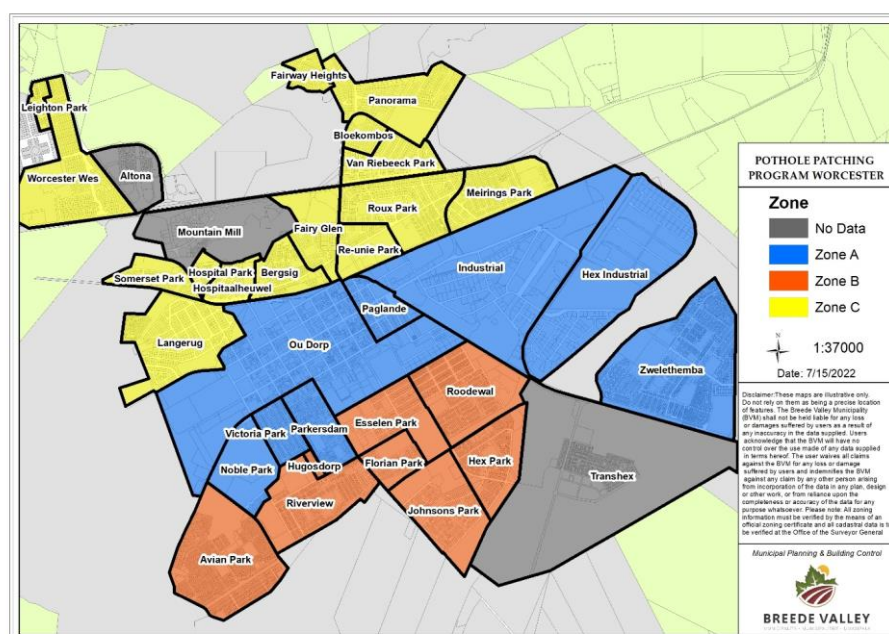 Fairway Heights
Panorama
Leighton Park
Bloekombos
Van Riebeeck Park
Altona
Worcester Wes
Meirings Park
Roux Park
Mountain Mill
Fairy Glen
Re-unie Park
Hospital Park
Bergsig
Somerset Park
Hospitaalheuwel
Industrial
Hex Industrial
Paglande
Langerug
Ou Dorp
Zwelethemba
Roodewal
Esselen Park
Victoria Park
Parkersdam
Noble Park
Hugosdorp
Florian Park
Hex Park
Transhex
Riverview
Johnsons Park
Avian Park
POTHOLE PATCHING
PROGRAM WORCESTER
Zone
No Data
Zone A
Zone B
Zone C
N
1:37000
Date: 7/15/2022
Disclaimer:These maps are illustrative only.
Do not rely on them as being a precise location
of features. The Breede Valley Municipality
(BVM) shall not be held liable for any loss
or damages suffered by users as a result of
any inaccuracy in the data supplied. Users
acknowledge that the BVM will have no
control over the use made of any data supplied
in terms hereof. The user waives all claims
against the BVM for any loss or damage
suffered by users and indemnifies the BVM
against any claim by any other person arising
from incorporation of the data in any plan, design
or other work, or from reliance upon the
completeness or accuracy of the data for any
purpose whatsoever. Please note: All zoning
information must be verified by the means of an
official zoning certificate and all cadastral data is t
be verified at the Office of the Surveyor General
Municipal Planning & Building Control
BREEDE VALLEY